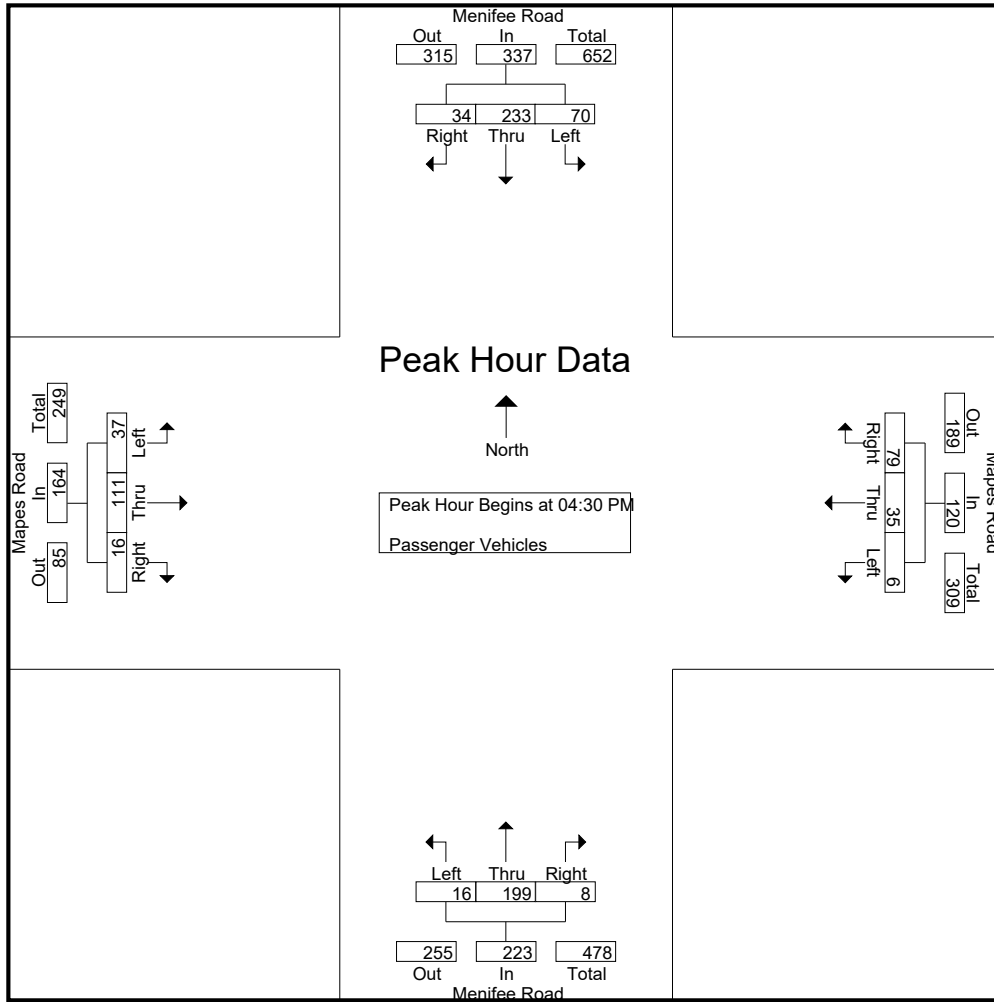 Menifee Road
Out In Total
315 337 652
34 233 70
Right Thru Left
Peak Hour Data
North
Peak Hour Begins at 04:30 PM
Passenger Vehicles
Mapes Road
Total In Out
249 164 85
37 111 16
Left Thru Right
Mapes Road
Out In Total
189 120 309
79 35 6
Right Thru Left
Left Thru Right
16 199 8
255 223 478
Out In Total
Menifee Road